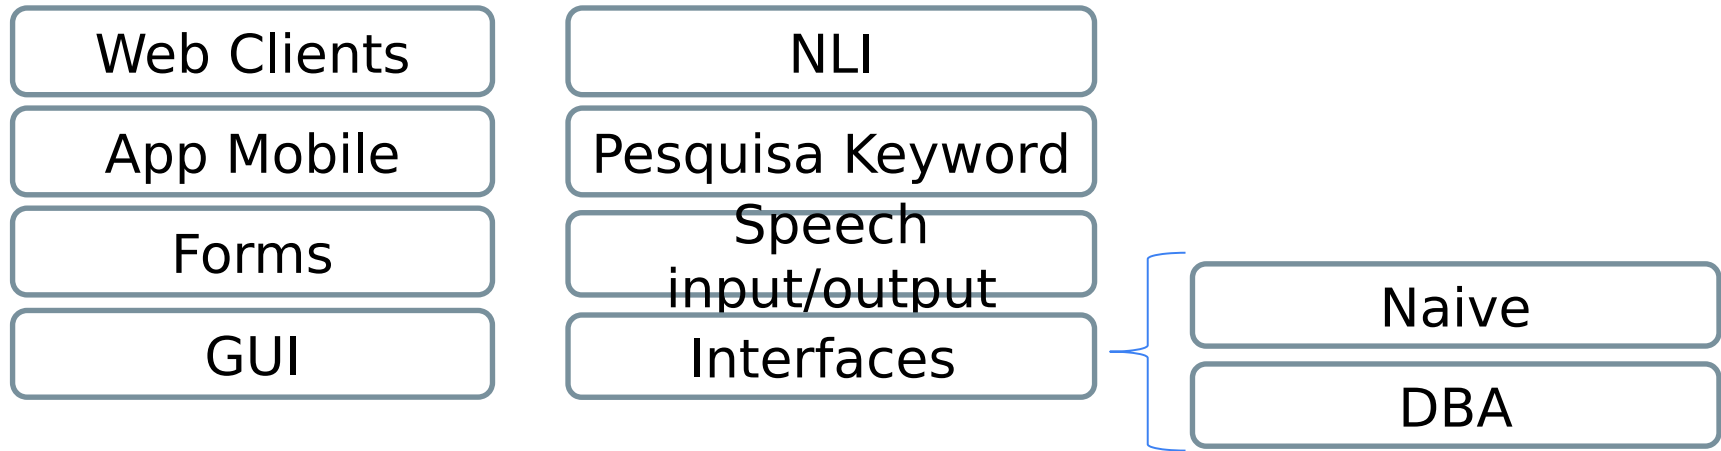 Web Clients
App Mobile
Forms
GUI
NLI
Pesquisa Keyword
Speech
input/output
Interfaces
Naive
DBA